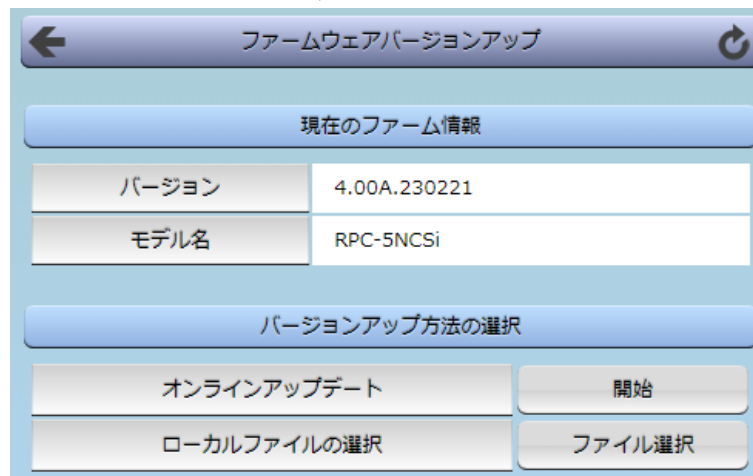 ファームウェアバージョンアップ
現在のファーム情報
バージョン 4.00A.230221
モデル名 RPC-5NCSi
バージョンアップ方法の選択
オンラインアップデート 開始
ローカルファイルの選択 ファイル選択